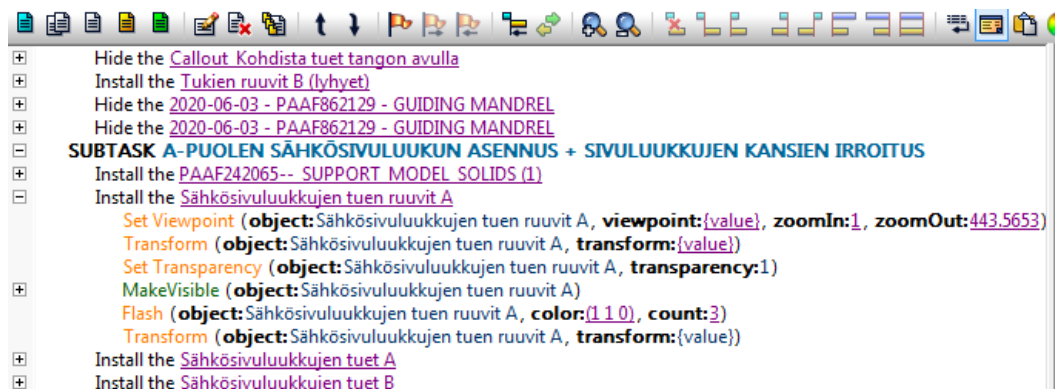 Hide the Callout Kohdista tuet tangon avulla
Install the Tukien ruuvit B (lyhyet)
Hide the 2020-06-03 - PAAF862129 - GUIDING MANDREL
Hide the 2020-06-03 - PAAF862129 - GUIDING MANDREL
SUBTASK A-PUOLEN SÄHKÖSIVULUUKUN ASENNUS + SIVULUUKKUJEN KANSIEN IRROITUS
Install the PAAF242065-- SUPPORT MODEL SOLIDS (1)
Install the Sähkösivuluukkujen tuen ruuvit A
Set Viewpoint (object:Sähkösivuluukkujen tuen ruuvit A, viewpoint:{value}, zoomIn:1, zoomOut:443.5653)
Transform (object:Sähkösivuluukkujen tuen ruuvit A, transform:{value})
Set Transparency (object:Sähkösivuluukkujen tuen ruuvit A, transparency:1)
MakeVisible (object:Sähkösivuluukkujen tuen ruuvit A)
Flash (object:Sähkösivuluukkujen tuen ruuvit A, color:(1 1 0), count:3)
Transform (object:Sähkösivuluukkujen tuen ruuvit A, transform:{value})
Install the Sähkösivuluukkujen tuet A
Install the Sähkösivuluukkujen tuet B